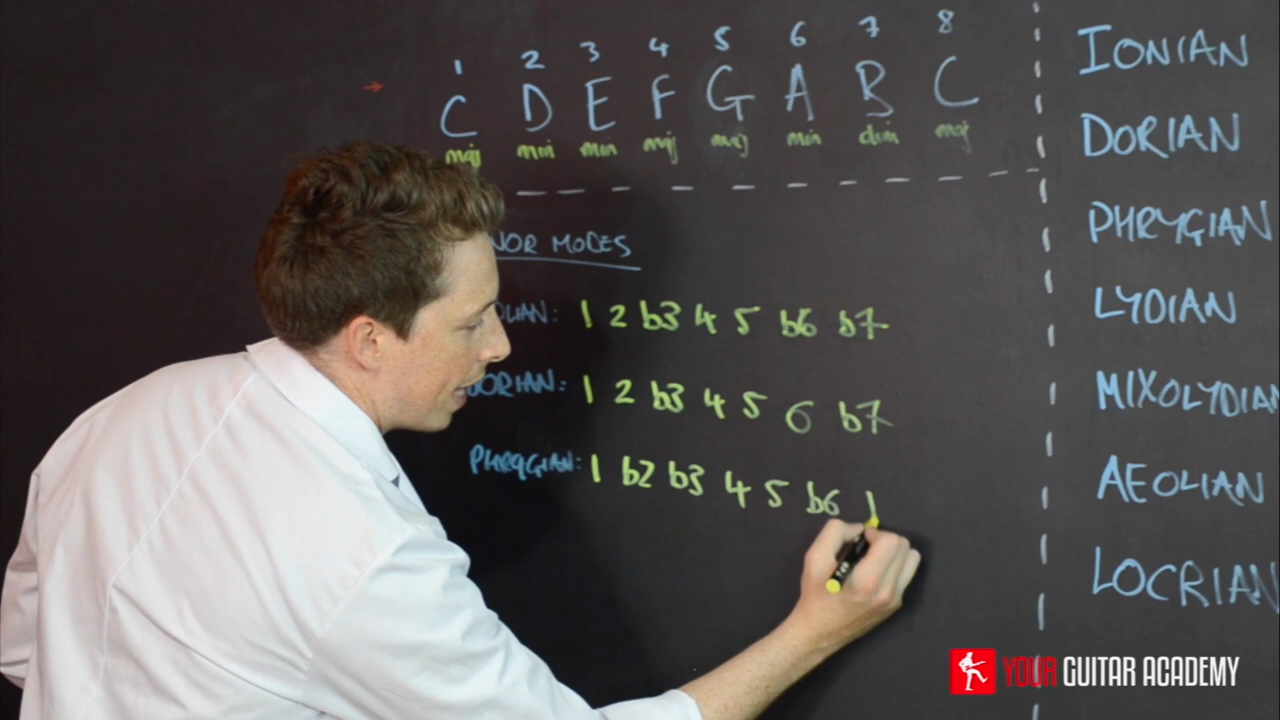 1 2 3 4 5 6 7 8
C D E F G A B C
maj min min maj maj min dim maj
NOR MODES
OLIAN: 1 2 b3 4 5 b6 b7
DORIAN: 1 2 b3 4 5 6 b7
PHRYGIAN: 1 b2 b3 4 5 b6
IONIAN
DORIAN
PHRYGIAN
LYDIAN
MIXOLYDIAN
AEOLIAN
LOCRIAN
YOUR GUITAR ACADEMY